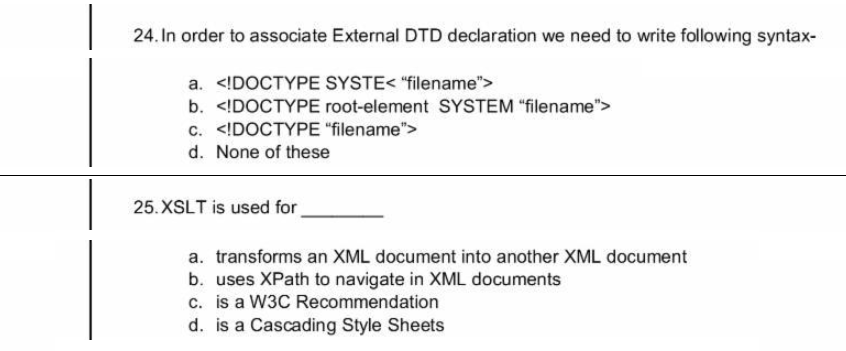 24. In order to associate External DTD declaration we need to write following syntax-
a. <!DOCTYPE SYSTE< “filename”>
b. <!DOCTYPE root-element SYSTEM “filename”>
c. <!DOCTYPE “filename”>
d. None of these
25. XSLT is used for ________
a. transforms an XML document into another XML document
b. uses XPath to navigate in XML documents
c. is a W3C Recommendation
d. is a Cascading Style Sheets